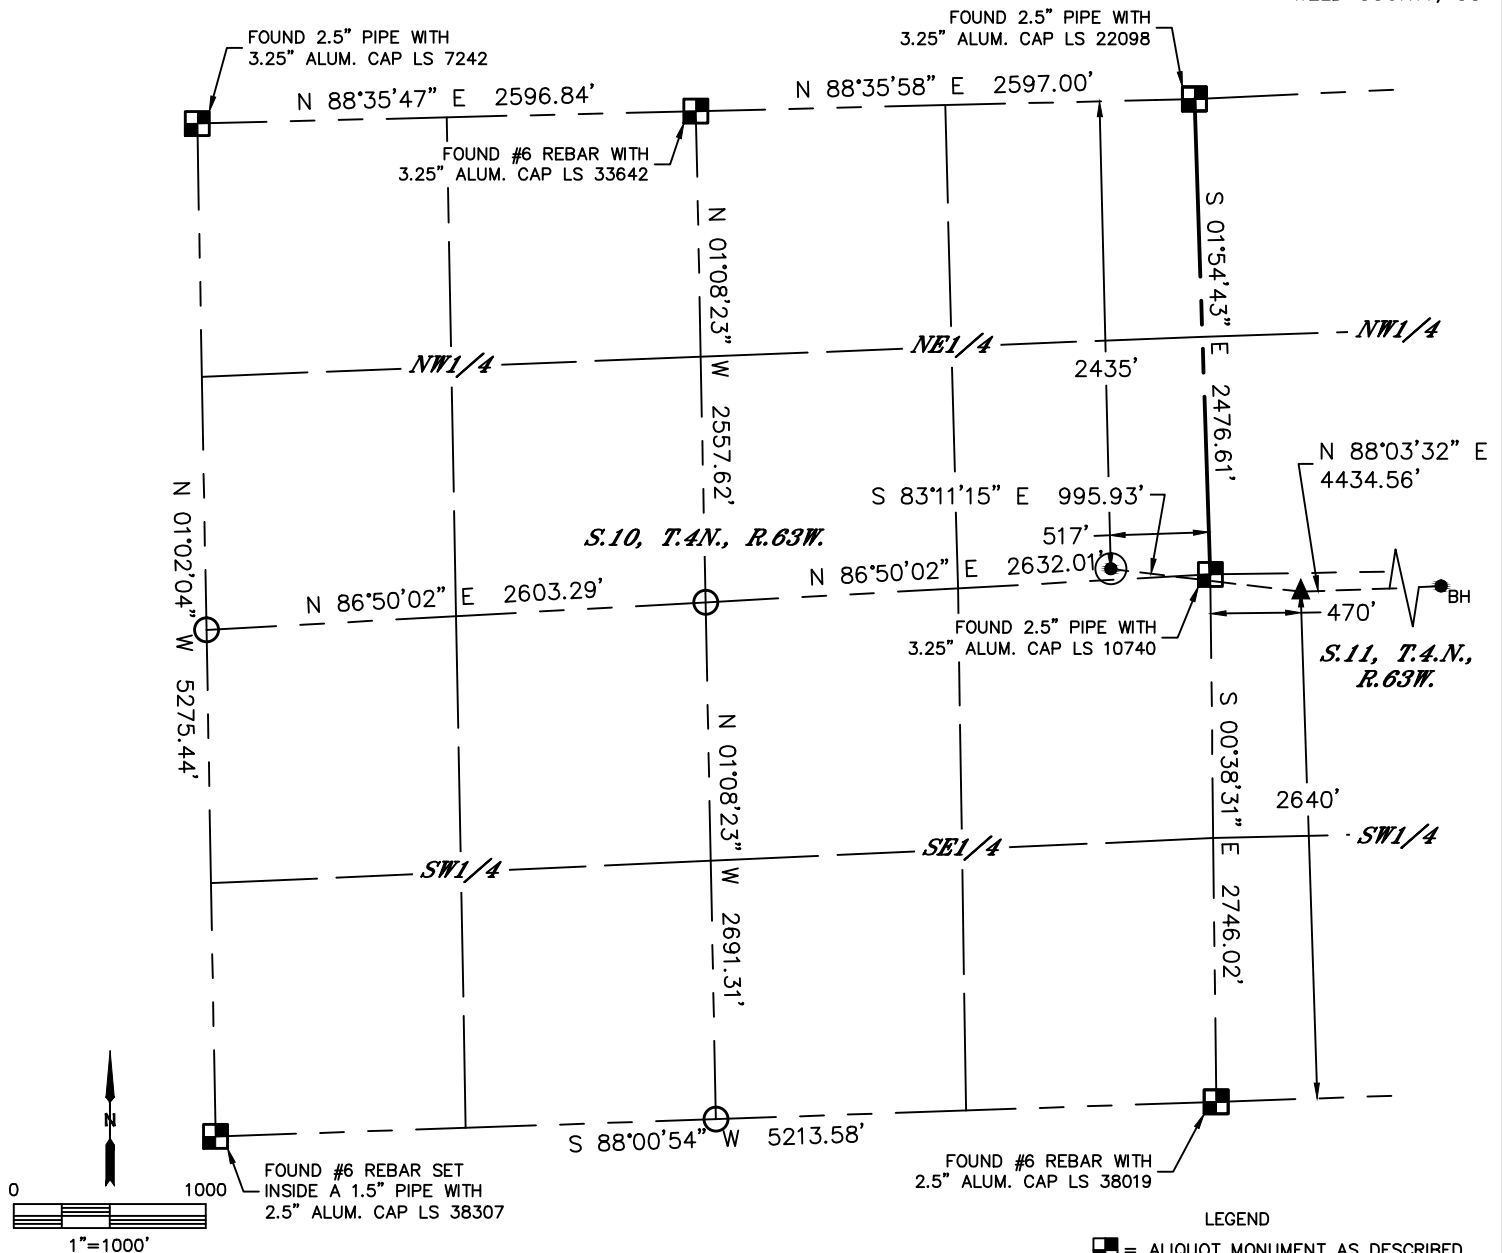 FOUND 2.5” PIPE WITH
3.25” ALUM. CAP LS 7242
FOUND 2.5” PIPE WITH
3.25” ALUM. CAP LS 22098
N 88°35’47” E 2596.84’
N 88°35’58” E 2597.00’
FOUND #6 REBAR WITH
3.25” ALUM. CAP LS 33642
N 01°08’23” W 2557.62’
S 01°54’43” E 2476.61’
NW1/4
NE1/4
NW1/4
2435’
N 88°03’32” E
4434.56’
S 83°11’15” E 995.93’
517’
S.10, T.4N., R.63W.
N 01°02’04” W 5275.44’
N 86°50’02” E 2603.29’
N 86°50’02” E 2632.01’
BH
470’
FOUND 2.5” PIPE WITH
3.25” ALUM. CAP LS 10740
S.11, T.4.N.,
R.63W.
N 01°08’23” W 2691.31’
S 00°38’31” E 2746.02’
2640’
SW1/4
SE1/4
SW1/4
N
S 88°00’54” W 5213.58’
FOUND #6 REBAR SET
INSIDE A 1.5” PIPE WITH
2.5” ALUM. CAP LS 38307
FOUND #6 REBAR WITH
2.5” ALUM. CAP LS 38019
0 1000
1”=1000’
LEGEND
= ALIQUOT MONUMENT AS DESCRIBED